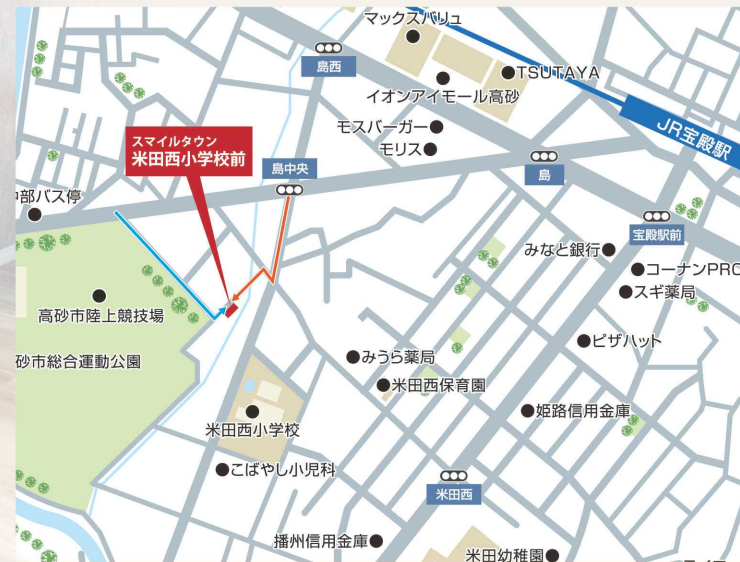 マックスバリュ
島西
TSUTAYA
イオンアイモール高砂
JR宝殿駅
モスバーガー
モリス
スマイルタウン
米田西小学校前
島中央
島
中部バス停
宝殿駅前
みなと銀行
コーナンPRO
スギ薬局
高砂市陸上競技場
ピザハット
砂市総合運動公園
みうら薬局
米田西保育園
姫路信用金庫
米田西小学校
こばやし小児科
米田西
播州信用金庫
米田幼稚園